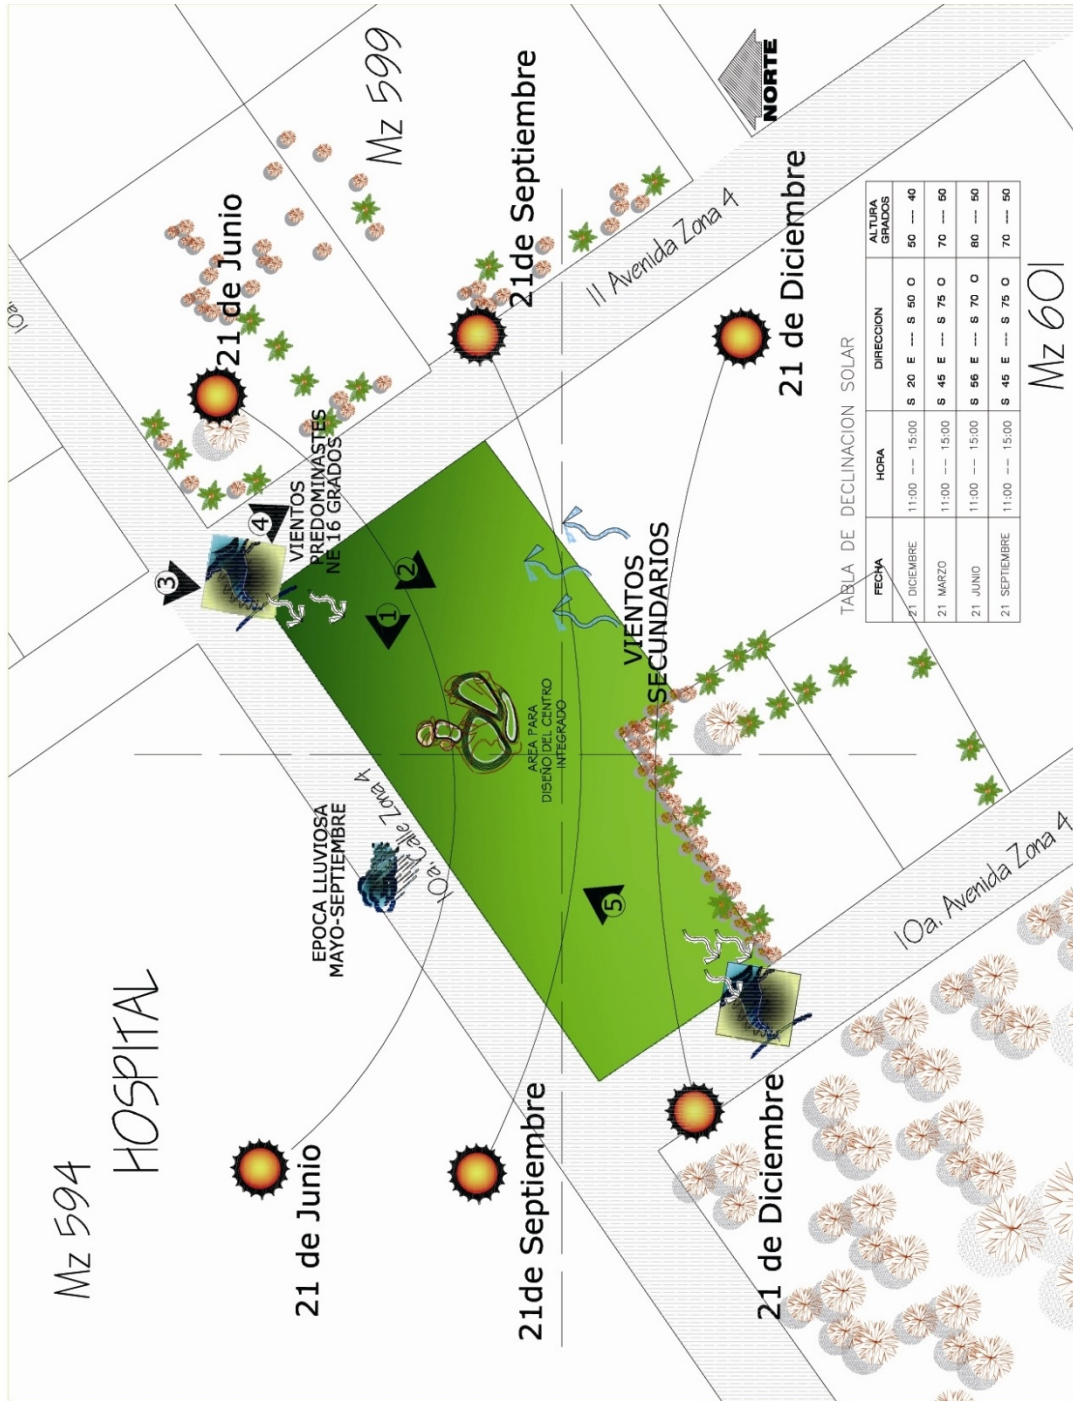 Mz 594
HOSPITAL
Mz 599
10a.
21 de Junio
21de Septiembre
21 de Diciembre
NORTE
11 Avenida Zona 4
3
4
VIENTOS
PREDOMINASTES
NE 16 GRADOS
2
1
EPOCA LLUVIOSA
MAYO-SEPTIEMBRE
10a. Calle Zona 4
AREA PARA
DISEÑO DEL CENTRO
INTEGRADO
VIENTOS
SECUNDARIOS
5
21 de Junio
21de Septiembre
21 de Diciembre
10a. Avenida Zona 4
TABLA DE DECLINACION SOLAR
FECHA HORA DIRECCION ALTURA
GRADOS
21 DICIEMBRE 11:00 -- 15:00 S 20 E --- S 50 O 50 --- 40
21 MARZO 11:00 -- 15:00 S 45 E --- S 75 O 70 --- 50
21 JUNIO 11:00 -- 15:00 S 56 E --- S 70 O 80 --- 50
21 SEPTIEMBRE 11:00 -- 15:00 S 45 E --- S 75 O 70 --- 50
Mz 601